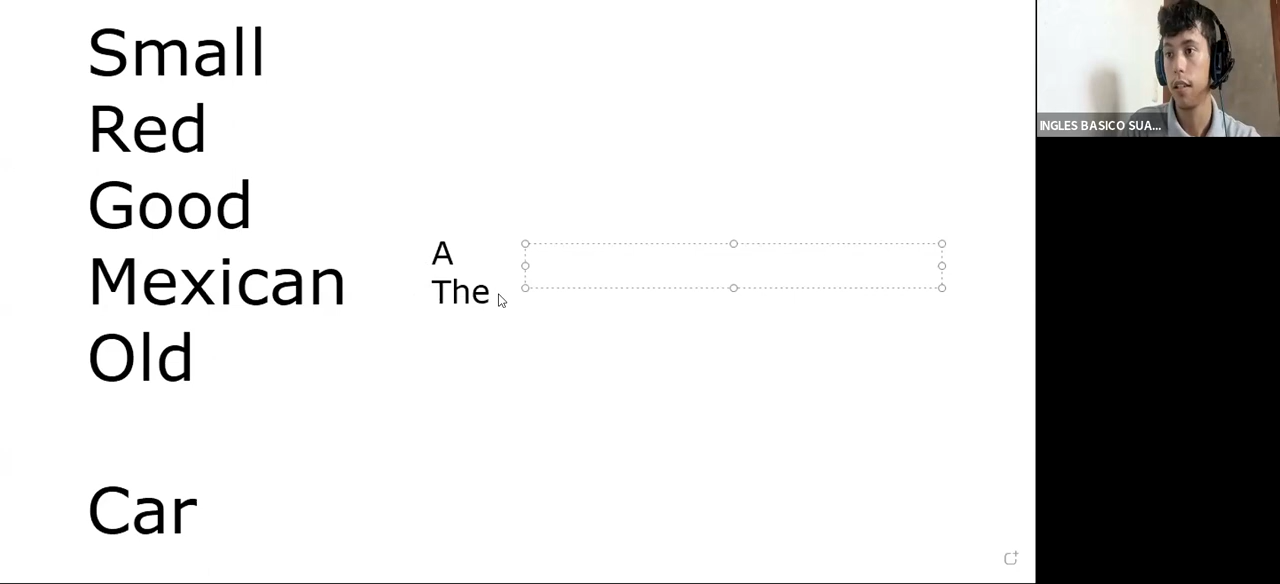 Small
Red
Good
Mexican
Old
Car
A
The
INGLES BASICO SUA...